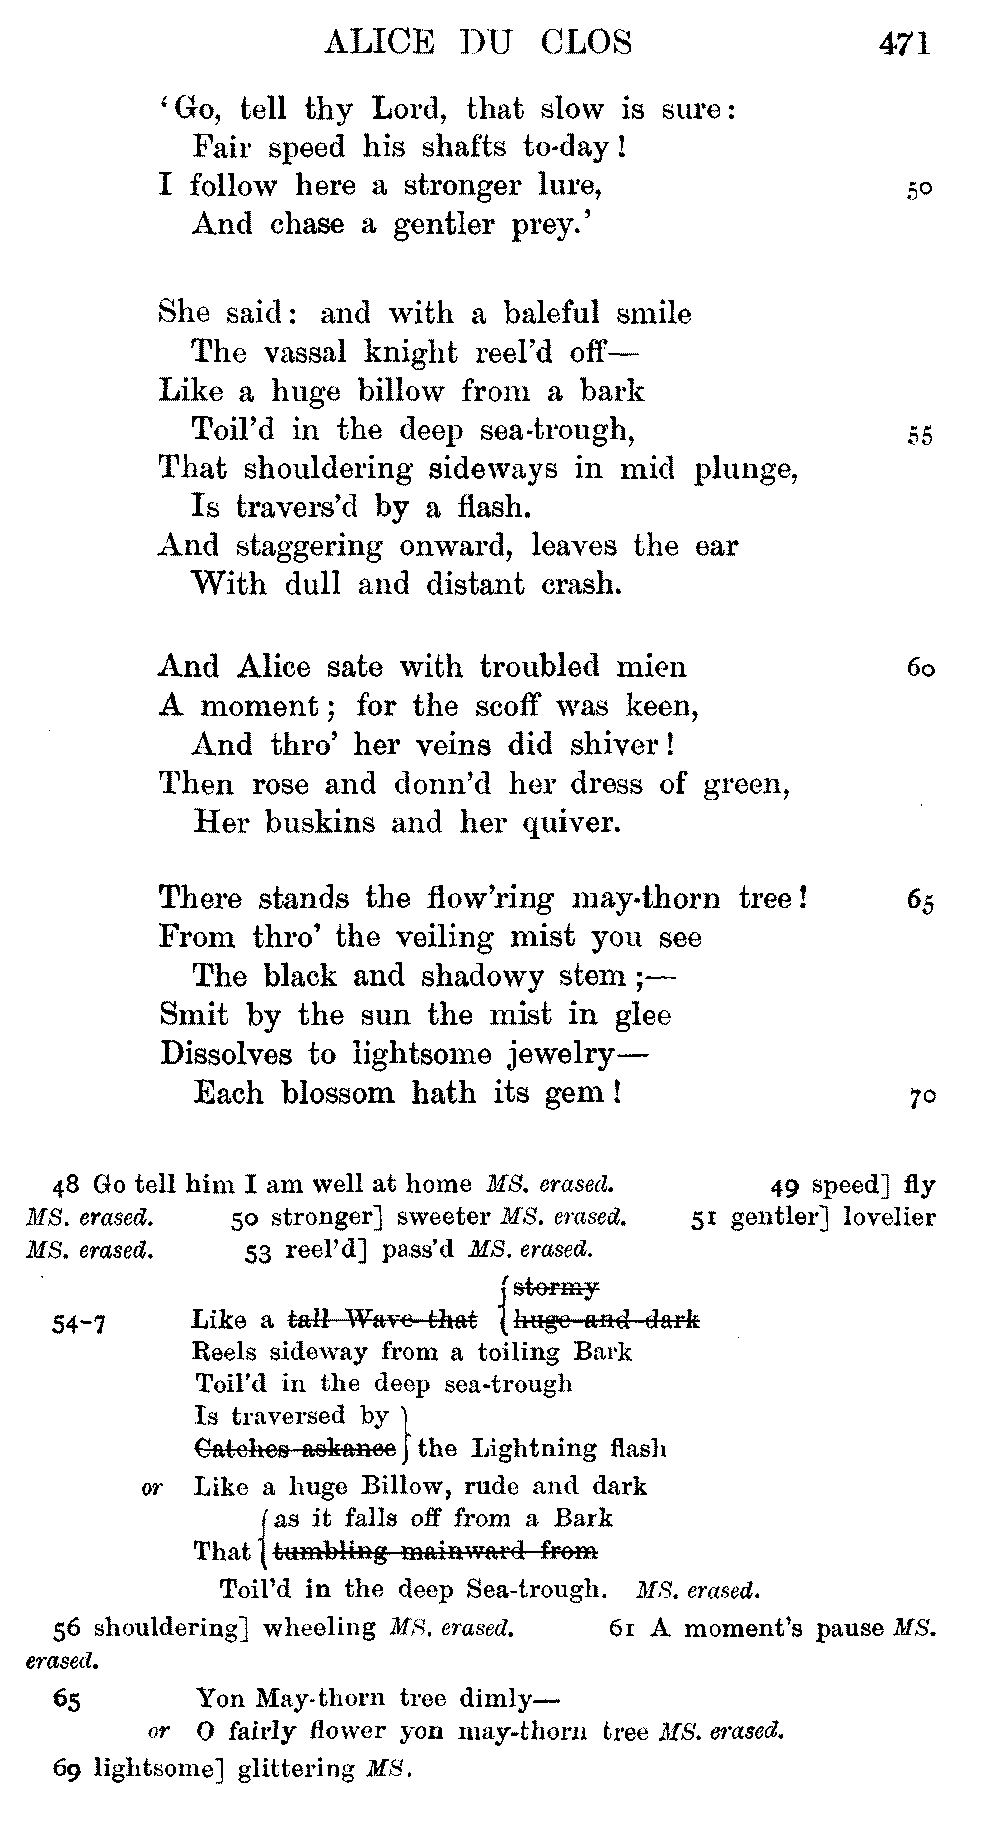 ALICE DU CLOS 471
‘Go, tell thy Lord, that slow is sure:
Fair speed his shafts to-day!
I follow here a stronger lure, 50
And chase a gentler prey.’
She said: and with a baleful smile
The vassal knight reel’d off—
Like a huge billow from a bark
Toil’d in the deep sea-trough, 55
That shouldering sideways in mid plunge,
Is travers’d by a flash.
And staggering onward, leaves the ear
With dull and distant crash.
And Alice sate with troubled mien 60
A moment; for the scoff was keen,
And thro’ her veins did shiver!
Then rose and donn’d her dress of green,
Her buskins and her quiver.
There stands the flow’ring may-thorn tree! 65
From thro’ the veiling mist you see
The black and shadowy stem;—
Smit by the sun the mist in glee
Dissolves to lightsome jewelry—
Each blossom hath its gem! 70
48 Go tell him I am well at home MS. erased. 49 speed] fly
MS. erased. 50 stronger] sweeter MS. erased. 51 gentler] lovelier
MS. erased. 53 reel’d] pass’d MS. erased.
stormy
54-7 Like a tall Wave that huge and dark
Reels sideway from a toiling Bark
Toil’d in the deep sea-trough
Is traversed by
Catches askance the Lightning flash
or Like a huge Billow, rude and dark
as it falls off from a Bark
That tumbling mainward from
Toil’d in the deep Sea-trough. MS. erased.
56 shouldering] wheeling MS. erased. 61 A moment’s pause MS.
erased.
65 Yon May-thorn tree dimly—
or O fairly flower yon may-thorn tree MS. erased.
69 lightsome] glittering MS.